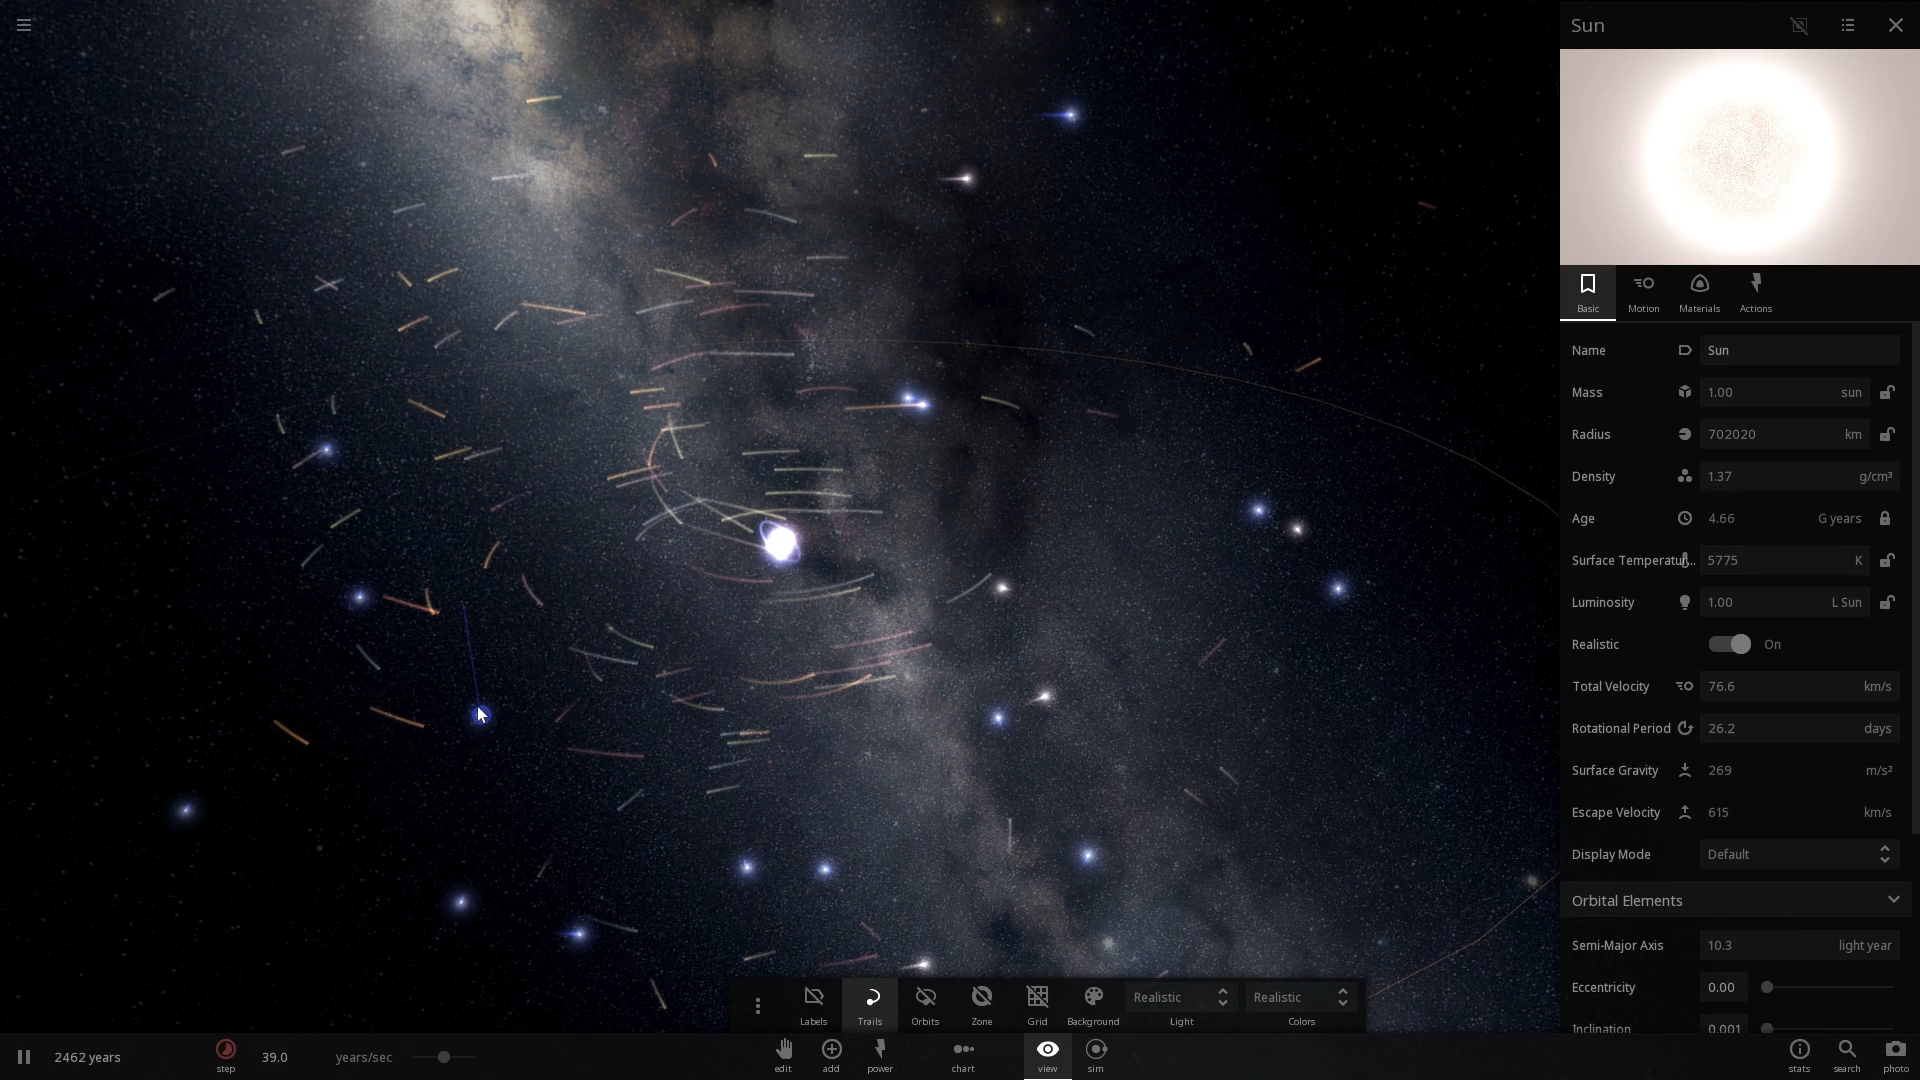 Sun
Basic
Motion
Materials
Actions
Name Sun
Mass 1.00 sun
Radius 702020 km
Density 1.37 g/cm³
Age 4.66 G years
Surface Temperatur... 5775 K
Luminosity 1.00 L Sun
Realistic On
Total Velocity 76.6 km/s
Rotational Period 26.2 days
Surface Gravity 269 m/s²
Escape Velocity 615 km/s
Display Mode Default
Orbital Elements
Semi-Major Axis 10.3 light year
Eccentricity 0.00
Inclination 0.001
Realistic Realistic
Labels Trails Orbits Zone Grid Background Light Colors
2462 years step 39.0 years/sec
edit add power chart view sim
stats search photo